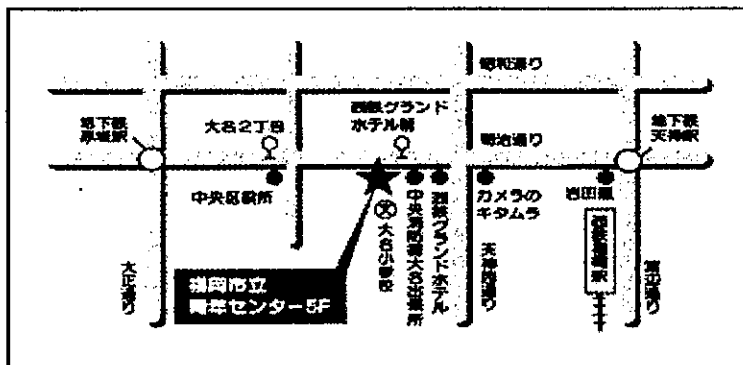 昭和通り
地下鉄
赤坂駅
大名2丁目
西鉄グランド
ホテル前
明治通り
地下鉄
天神駅
中央区役所
文
大名小学校
中央消防署大名出張所
西鉄グランドホテル
カメラの
キタムラ
岩田屋
西鉄福岡駅
大正通り
天神西通り
渡辺通り
福岡市立
青年センター5F